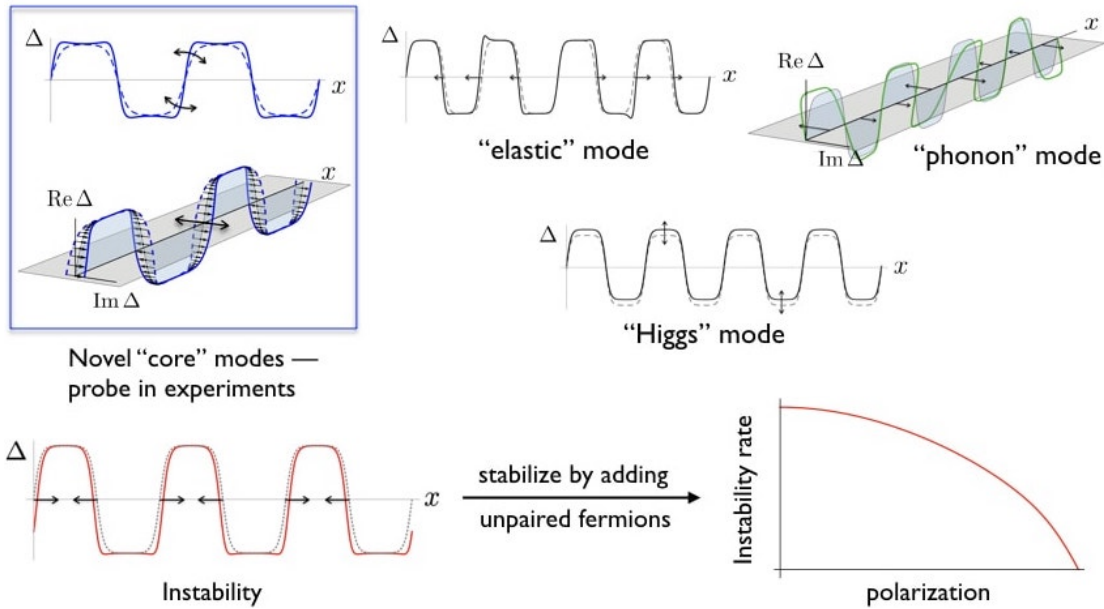 Δ
x
Re Δ
x
Im Δ
Novel “core” modes —
probe in experiments
Δ
x
“elastic” mode
Re Δ
x
Im Δ
“phonon” mode
Δ
x
“Higgs” mode
Δ
x
Instability
stabilize by adding
unpaired fermions
Instability rate
polarization